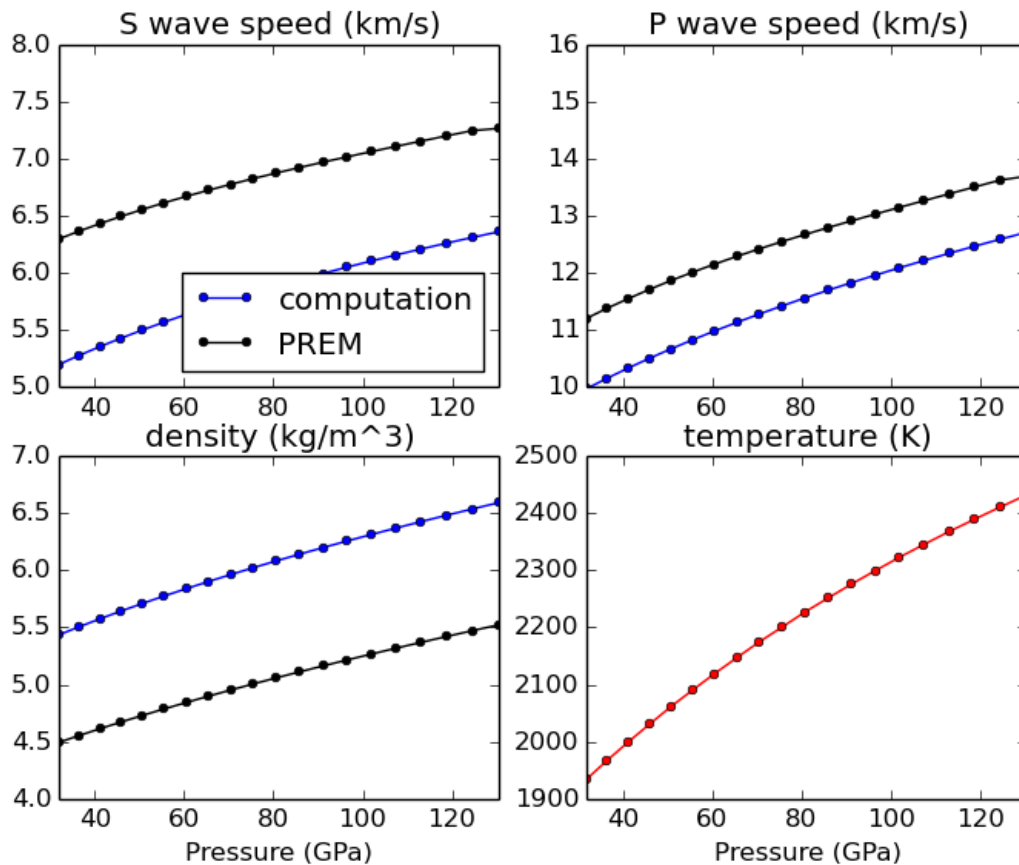 S wave speed (km/s)
8.0
7.5
7.0
6.5
6.0
5.5
5.0
computation
PREM
40 60 80 100 120
P wave speed (km/s)
16
15
14
13
12
11
10
40 60 80 100 120
density (kg/m^3)
7.0
6.5
6.0
5.5
5.0
4.5
4.0
40 60 80 100 120
Pressure (GPa)
temperature (K)
2500
2400
2300
2200
2100
2000
1900
40 60 80 100 120
Pressure (GPa)